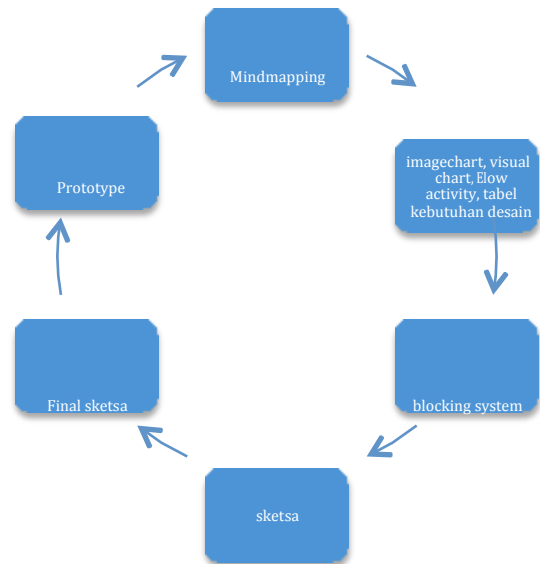 Mindmapping
imagechart, visual
chart, Elow
activity, tabel
kebutuhan desain
blocking system
sketsa
Final sketsa
Prototype